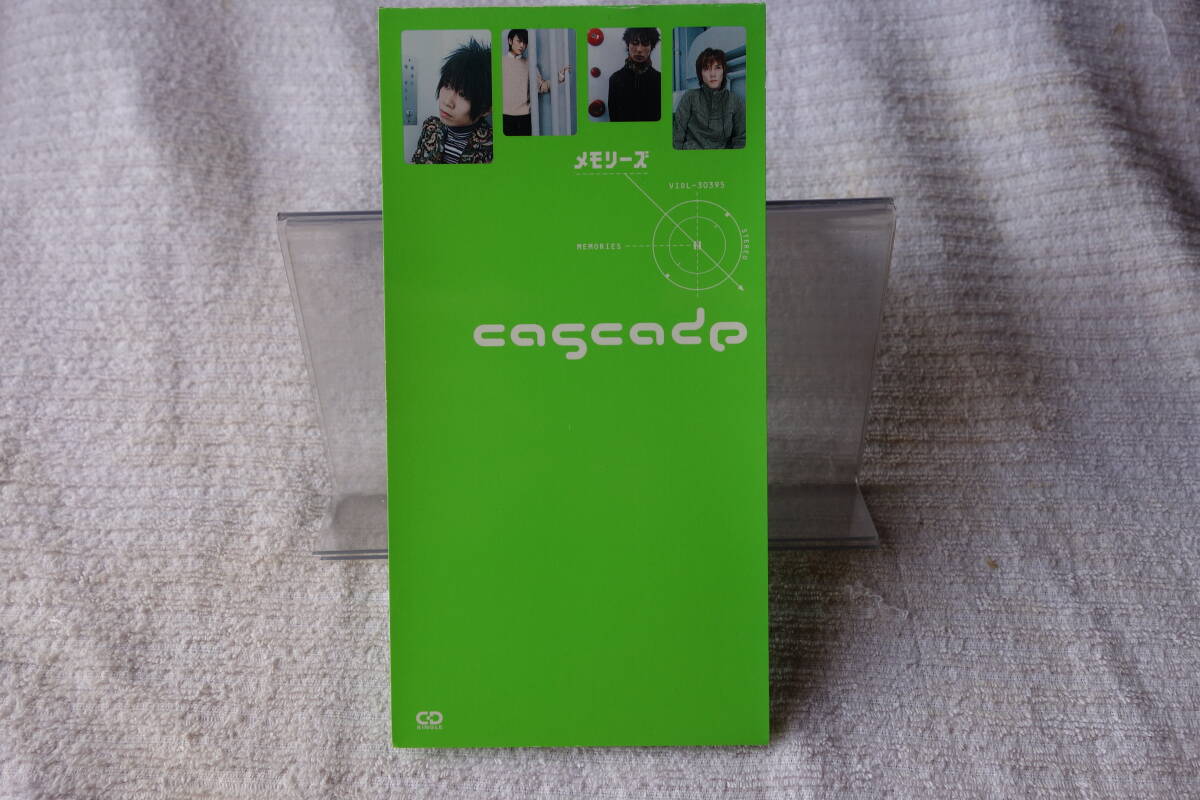 メモリーズ
VIDL-30395
MEMORIES
STEREO
cascade
CD
SINGLE